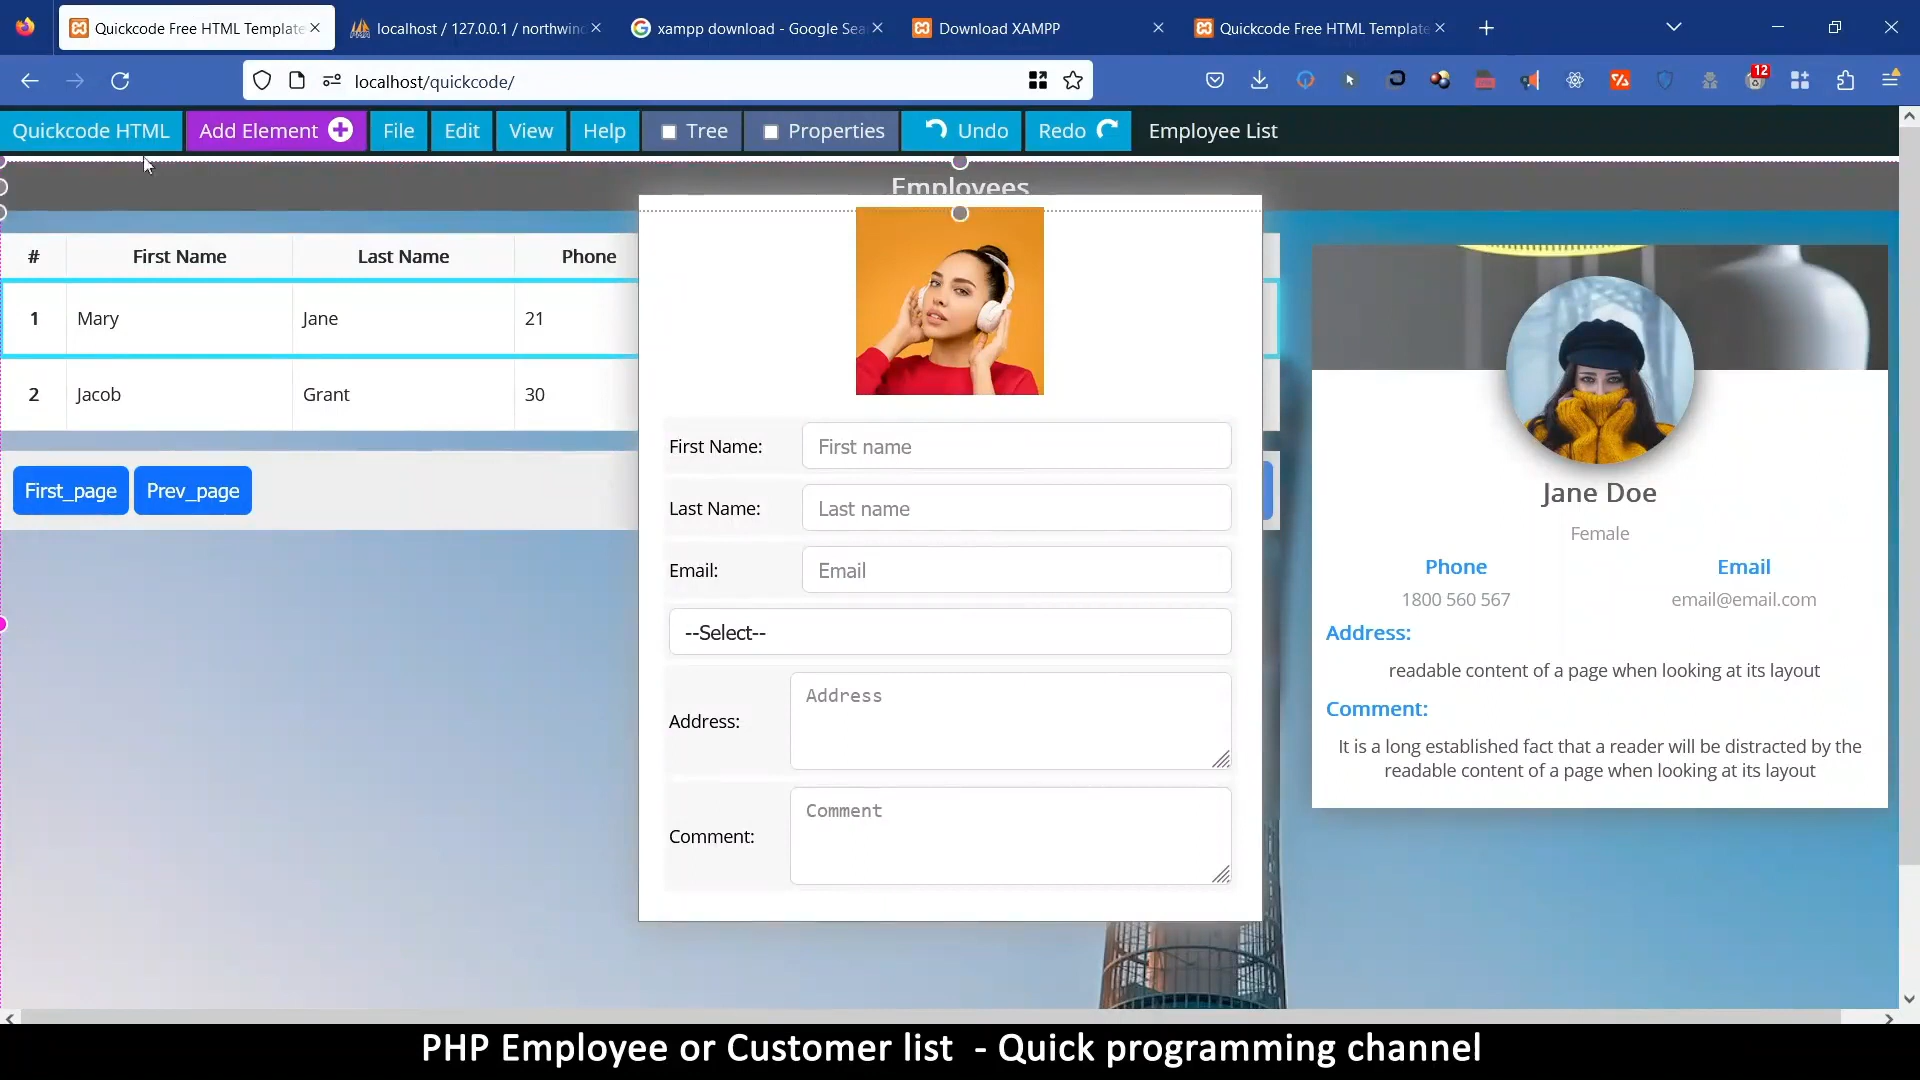 Quickcode Free HTML Template
localhost / 127.0.0.1 / northwin
xampp download - Google Sea
Download XAMPP
Quickcode Free HTML Template
localhost/quickcode/
12
Quickcode HTML
Add Element
File
Edit
View
Help
Tree
Properties
Undo
Redo
Employee List
Employees
# First Name Last Name Phone
1 Mary Jane 21
2 Jacob Grant 30
First_page Prev_page
First Name: First name
Last Name: Last name
Email: Email
--Select--
Address: Address
Comment: Comment
Jane Doe
Female
Phone Email
1800 560 567 email@email.com
Address:
readable content of a page when looking at its layout
Comment:
It is a long established fact that a reader will be distracted by the
readable content of a page when looking at its layout
PHP Employee or Customer list - Quick programming channel